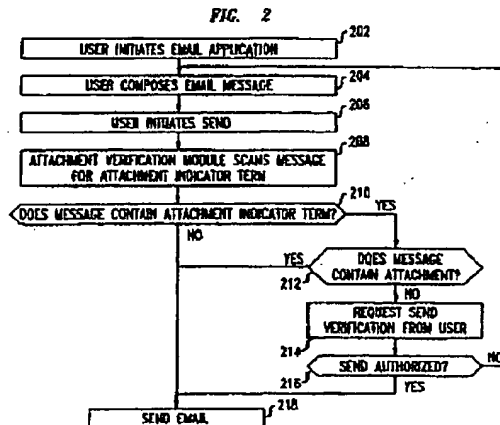 FIG. 2
202
USER INITIATES EMAIL APPLICATION
204
USER COMPOSES EMAIL MESSAGE
206
USER INITIATES SEND
208
ATTACHMENT VERIFICATION MODULE SCANS MESSAGE
FOR ATTACHMENT INDICATOR TERM
210
DOES MESSAGE CONTAIN ATTACHMENT INDICATOR TERM?
YES
NO
YES
DOES MESSAGE
CONTAIN ATTACHMENT?
212
NO
REQUEST SEND
VERIFICATION FROM USER
214
SEND AUTHORIZED?
NO
216
YES
218
SEND EMAIL